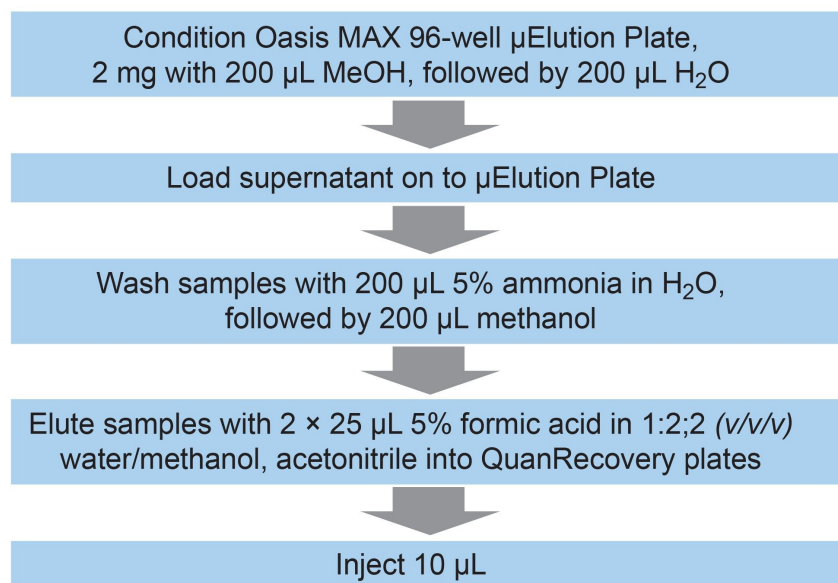 Condition Oasis MAX 96-well µElution Plate,
2 mg with 200 µL MeOH, followed by 200 µL H₂O
Load supernatant on to µElution Plate
Wash samples with 200 µL 5% ammonia in H₂O,
followed by 200 µL methanol
Elute samples with 2 × 25 µL 5% formic acid in 1:2;2 (v/v/v)
water/methanol, acetonitrile into QuanRecovery plates
Inject 10 µL